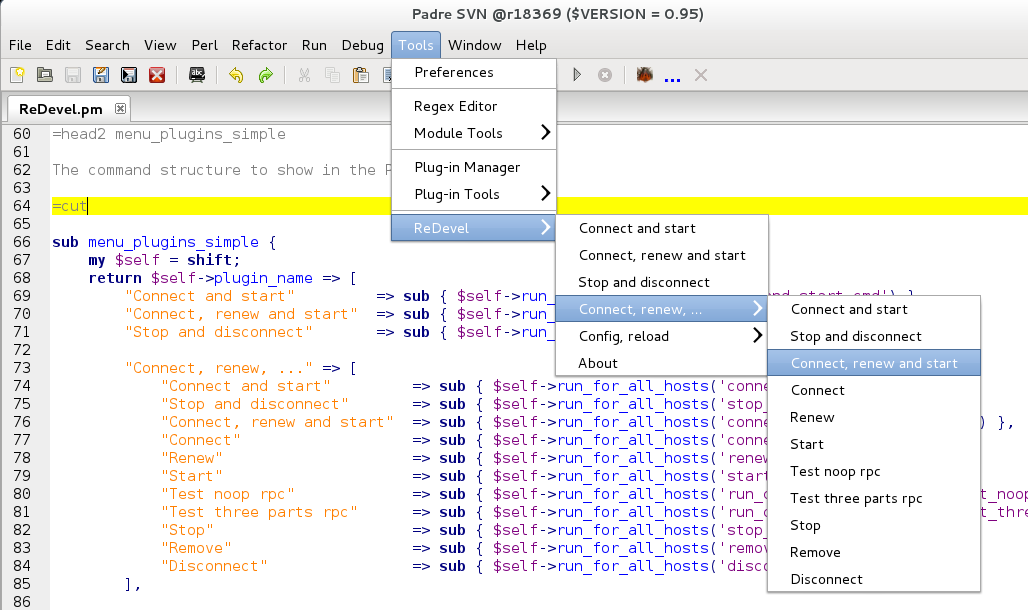 Padre SVN @r18369 ($VERSION = 0.95)
File Edit Search View Perl Refactor Run Debug Tools Window Help
ReDevel.pm
Preferences
Regex Editor
Module Tools
Plug-in Manager
Plug-in Tools
ReDevel
Connect and start
Connect, renew and start
Stop and disconnect
Connect, renew, ...
Config, reload
About
Connect and start
Stop and disconnect
Connect, renew and start
Connect
Renew
Start
Test noop rpc
Test three parts rpc
Stop
Remove
Disconnect
60 =head2 menu_plugins_simple
61
62 The command structure to show in the P
63
64 =cut
65
66 sub menu_plugins_simple {
67 my $self = shift;
68 return $self->plugin_name => [
69 "Connect and start" => sub { $self->run_ nd_start_cmd') }
70 "Connect, renew and start" => sub { $self->run_
71 "Stop and disconnect" => sub { $self->run_
72
73 "Connect, renew, ..." => [
74 "Connect and start" => sub { $self->run_for_all_hosts('conne
75 "Stop and disconnect" => sub { $self->run_for_all_hosts('stop_
76 "Connect, renew and start" => sub { $self->run_for_all_hosts('conne ) },
77 "Connect" => sub { $self->run_for_all_hosts('conne
78 "Renew" => sub { $self->run_for_all_hosts('renew
79 "Start" => sub { $self->run_for_all_hosts('start
80 "Test noop rpc" => sub { $self->run_for_all_hosts('run_c t_noop
81 "Test three parts rpc" => sub { $self->run_for_all_hosts('run_c t_thre
82 "Stop" => sub { $self->run_for_all_hosts('stop_
83 "Remove" => sub { $self->run_for_all_hosts('remov
84 "Disconnect" => sub { $self->run_for_all_hosts('disco
85 ],
86